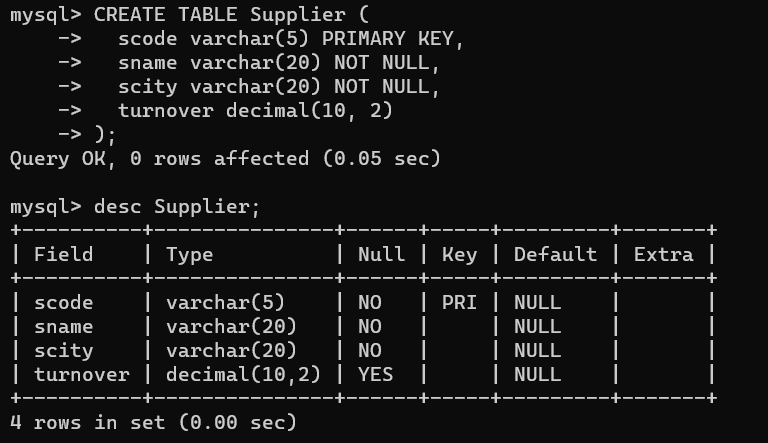 mysql> CREATE TABLE Supplier (
    ->   scode varchar(5) PRIMARY KEY,
    ->   sname varchar(20) NOT NULL,
    ->   scity varchar(20) NOT NULL,
    ->   turnover decimal(10, 2)
    -> );
Query OK, 0 rows affected (0.05 sec)

mysql> desc Supplier;
+----------+---------------+------+-----+---------+-------+
| Field    | Type          | Null | Key | Default | Extra |
+----------+---------------+------+-----+---------+-------+
| scode    | varchar(5)    | NO   | PRI | NULL    |       |
| sname    | varchar(20)   | NO   |     | NULL    |       |
| scity    | varchar(20)   | NO   |     | NULL    |       |
| turnover | decimal(10,2) | YES  |     | NULL    |       |
+----------+---------------+------+-----+---------+-------+
4 rows in set (0.00 sec)